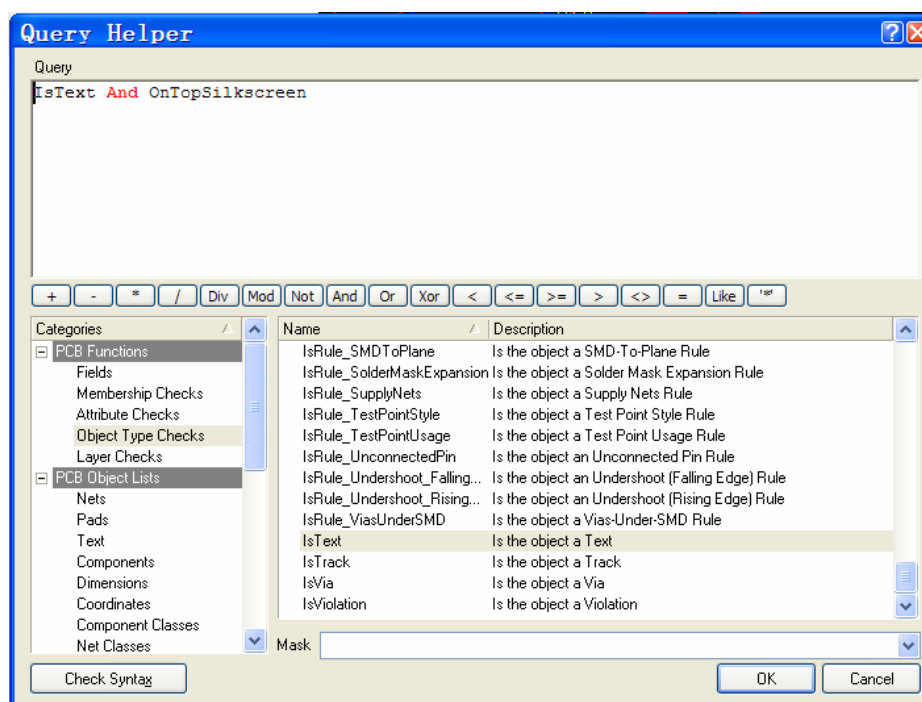 Query Helper
Query
IsText And OnTopSilkscreen
+ - * / Div Mod Not And Or Xor < <= >= > <> = Like '*'
Categories
PCB Functions
Fields
Membership Checks
Attribute Checks
Object Type Checks
Layer Checks
PCB Object Lists
Nets
Pads
Text
Components
Dimensions
Coordinates
Component Classes
Net Classes
Name Description
IsRule_SMDToPlane Is the object a SMD-To-Plane Rule
IsRule_SolderMaskExpansion Is the object a Solder Mask Expansion Rule
IsRule_SupplyNets Is the object a Supply Nets Rule
IsRule_TestPointStyle Is the object a Test Point Style Rule
IsRule_TestPointUsage Is the object a Test Point Usage Rule
IsRule_UnconnectedPin Is the object an Unconnected Pin Rule
IsRule_Undershoot_Falling... Is the object an Undershoot (Falling Edge) Rule
IsRule_Undershoot_Rising... Is the object an Undershoot (Rising Edge) Rule
IsRule_ViasUnderSMD Is the object a Vias-Under-SMD Rule
IsText Is the object a Text
IsTrack Is the object a Track
IsVia Is the object a Via
IsViolation Is the object a Violation
Mask
Check Syntax OK Cancel